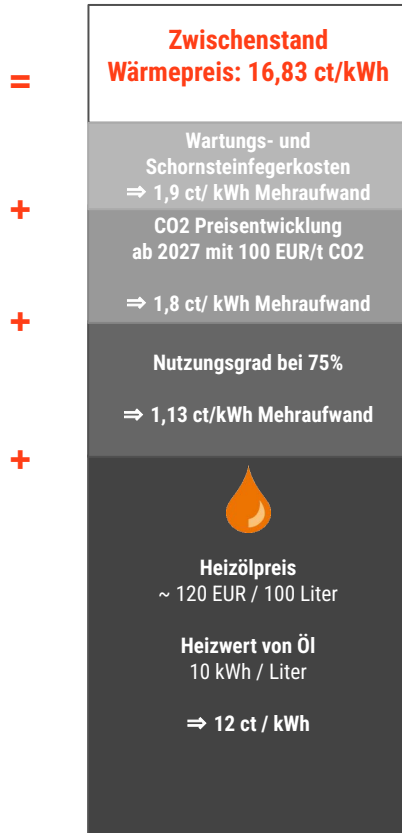 =
Zwischenstand
Wärmepreis: 16,83 ct/kWh
Wartungs- und
Schornsteinfegerkosten
⇒ 1,9 ct/ kWh Mehraufwand
+
CO2 Preisentwicklung
ab 2027 mit 100 EUR/t CO2
⇒ 1,8 ct/ kWh Mehraufwand
+
Nutzungsgrad bei 75%
⇒ 1,13 ct/kWh Mehraufwand
+
Heizölpreis
~ 120 EUR / 100 Liter
Heizwert von Öl
10 kWh / Liter
⇒ 12 ct / kWh